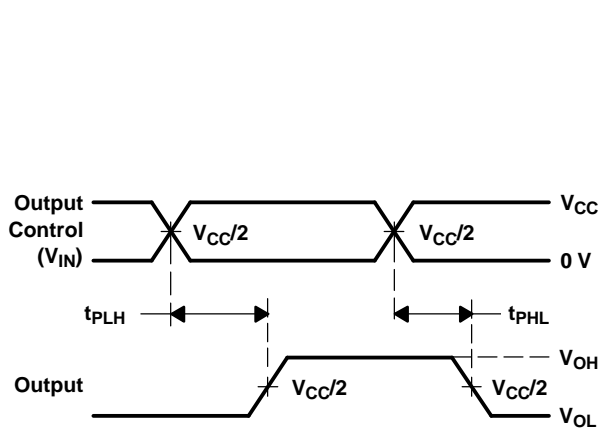 Output
Control
(VIN)
VCC/2
VCC/2
VCC
0 V
tPLH
tPHL
Output
VCC/2
VCC/2
VOH
VOL